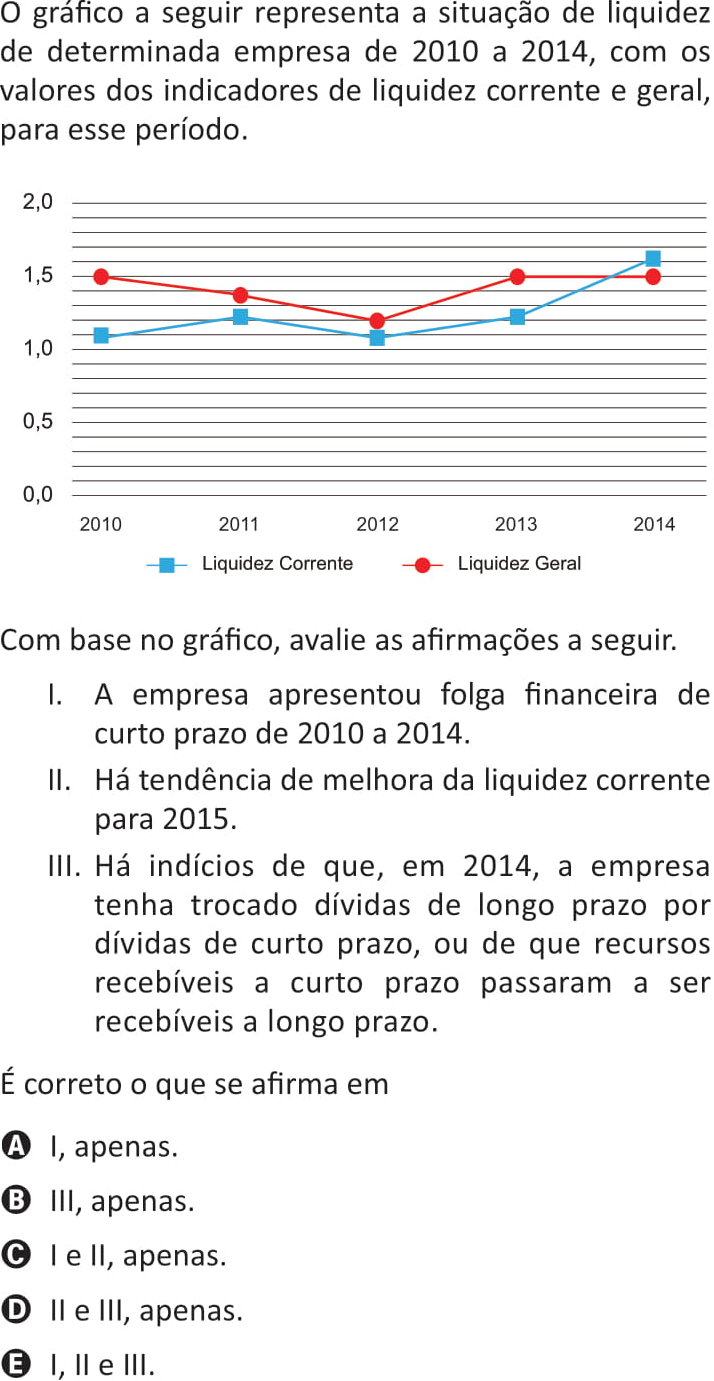 O gráfico a seguir representa a situação de liquidez
de determinada empresa de 2010 a 2014, com os
valores dos indicadores de liquidez corrente e geral,
para esse período.
2,0
1,5
1,0
0,5
0,0
2010 2011 2012 2013 2014
Liquidez Corrente Liquidez Geral
Com base no gráfico, avalie as afirmações a seguir.
I. A empresa apresentou folga financeira de
curto prazo de 2010 a 2014.
II. Há tendência de melhora da liquidez corrente
para 2015.
III. Há indícios de que, em 2014, a empresa
tenha trocado dívidas de longo prazo por
dívidas de curto prazo, ou de que recursos
recebíveis a curto prazo passaram a ser
recebíveis a longo prazo.
É correto o que se afirma em
A I, apenas.
B III, apenas.
C I e II, apenas.
D II e III, apenas.
E I, II e III.